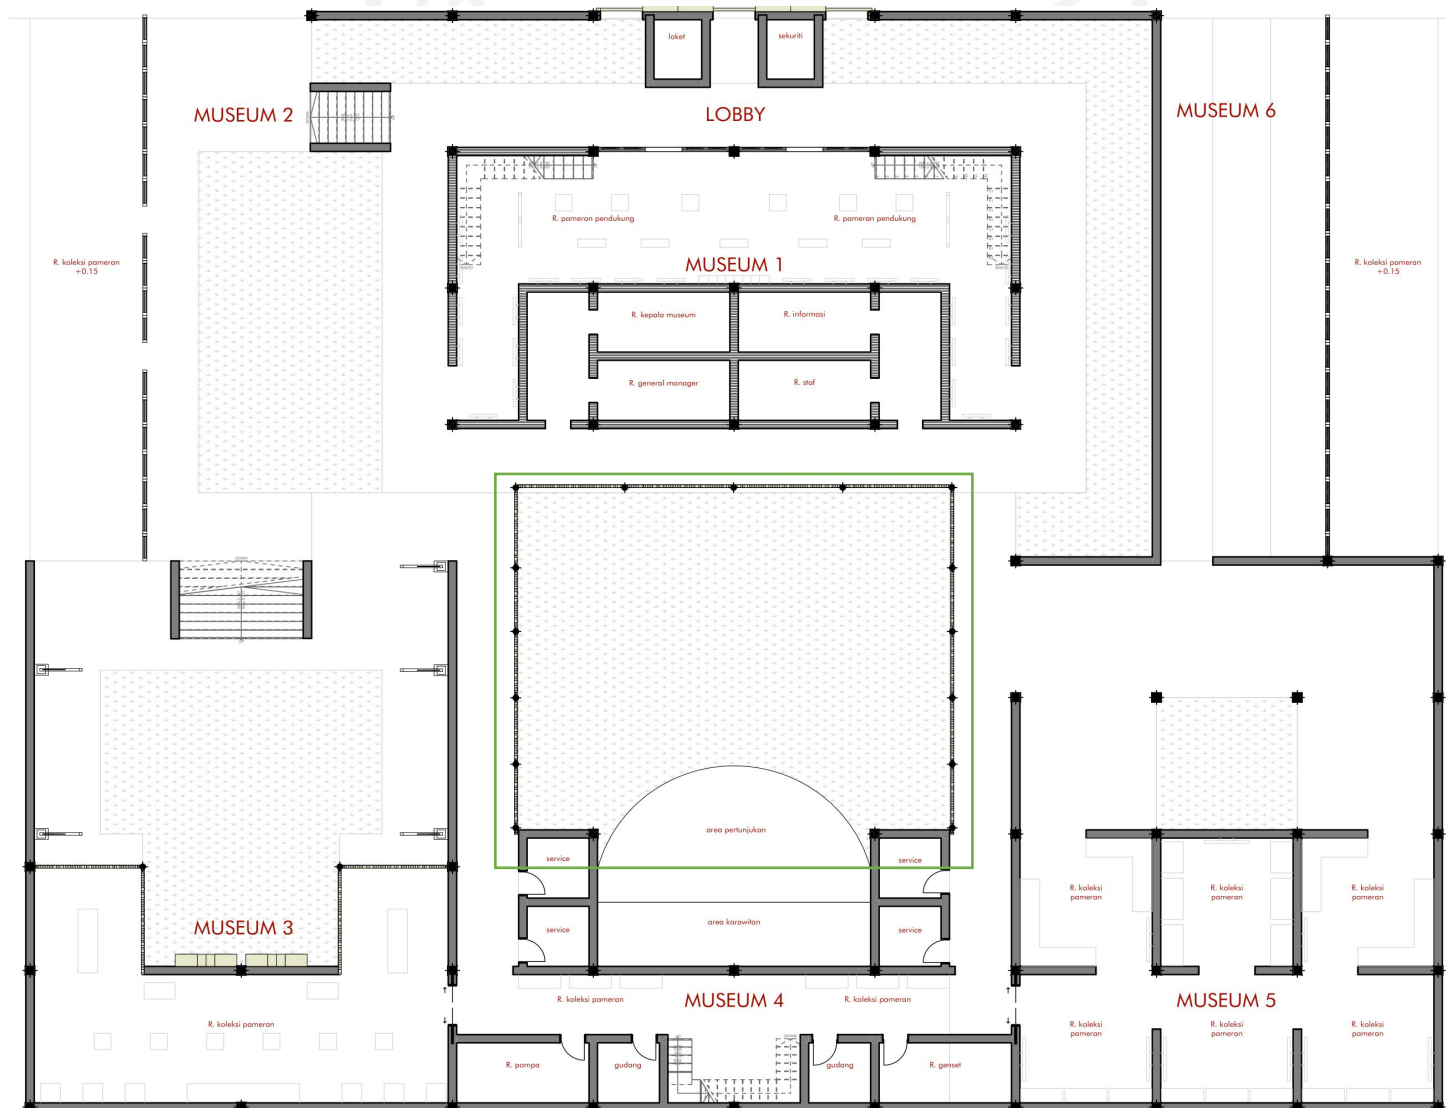 loket
sekuriti
MUSEUM 2
LOBBY
MUSEUM 6
R. pameran pendukung
R. pameran pendukung
R. koleksi pameran
+0.15
MUSEUM 1
R. koleksi pameran
+0.15
R. kepala museum
R. informasi
R. general manager
R. staf
DOWN
area pertunjukan
service
service
R. koleksi
pameran
R. koleksi
pameran
R. koleksi
pameran
MUSEUM 3
service
area karawitan
service
R. koleksi pameran
MUSEUM 4
R. koleksi pameran
MUSEUM 5
R. koleksi pameran
R. koleksi
pameran
R. koleksi
pameran
R. koleksi
pameran
R. pompa
gudang
gudang
R. genset